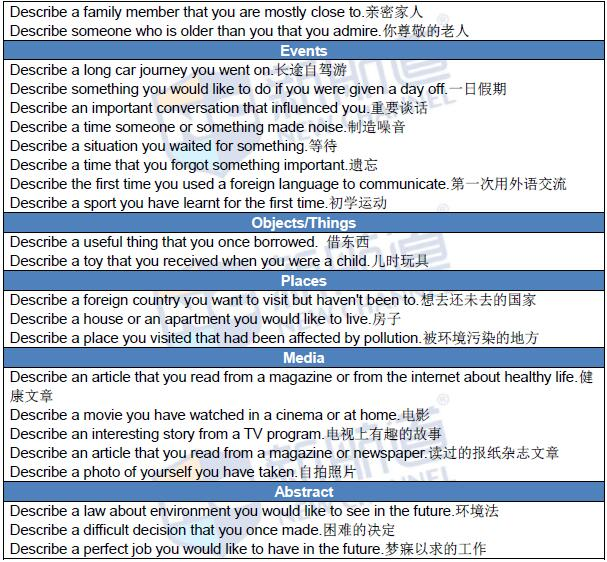 Describe a family member that you are mostly close to.亲密家人
Describe someone who is older than you that you admire.你尊敬的老人
Events
Describe a long car journey you went on.长途自驾游
Describe something you would like to do if you were given a day off.一日假期
Describe an important conversation that influenced you.重要谈话
Describe a time someone or something made noise.制造噪音
Describe a situation you waited for something.等待
Describe a time that you forgot something important.遗忘
Describe the first time you used a foreign language to communicate.第一次用外语交流
Describe a sport you have learnt for the first time.初学运动
Objects/Things
Describe a useful thing that you once borrowed. 借东西
Describe a toy that you received when you were a child.儿时玩具
Places
Describe a foreign country you want to visit but haven't been to.想去还未去的国家
Describe a house or an apartment you would like to live.房子
Describe a place you visited that had been affected by pollution.被环境污染的地方
Media
Describe an article that you read from a magazine or from the internet about healthy life.健
康文章
Describe a movie you have watched in a cinema or at home.电影
Describe an interesting story from a TV program.电视上有趣的故事
Describe an article that you read from a magazine or newspaper.读过的报纸杂志文章
Describe a photo of yourself you have taken.自拍照片
Abstract
Describe a law about environment you would like to see in the future.环境法
Describe a difficult decision that you once made.困难的决定
Describe a perfect job you would like to have in the future.梦寐以求的工作
新航道
NEW CHANNEL
新航道
NEW CHANNEL
新航道
NEW CHANNEL